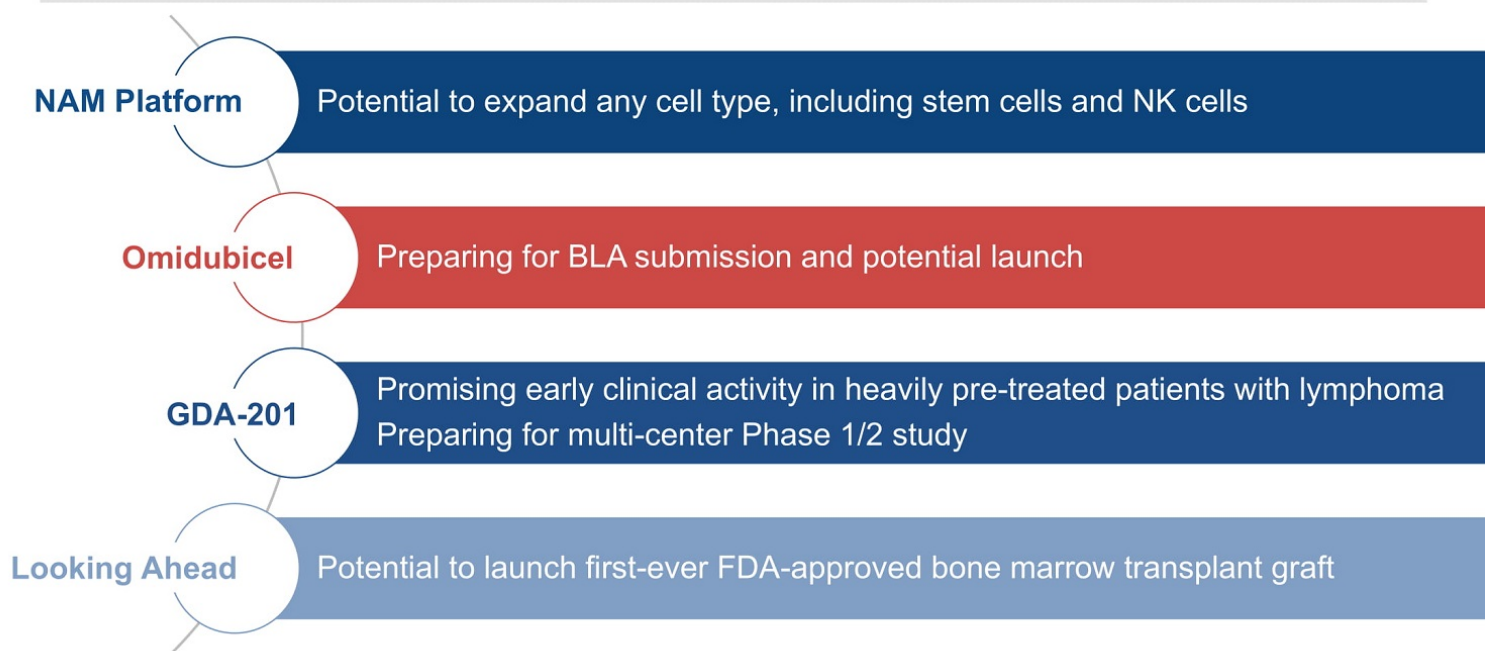 NAM Platform
Potential to expand any cell type, including stem cells and NK cells
Omidubicel
Preparing for BLA submission and potential launch
GDA-201
Promising early clinical activity in heavily pre-treated patients with lymphoma
Preparing for multi-center Phase 1/2 study
Looking Ahead
Potential to launch first-ever FDA-approved bone marrow transplant graft